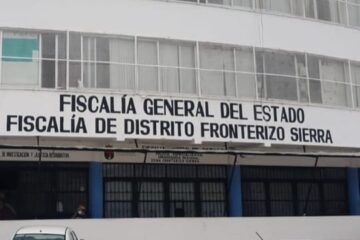 FISCALÍA GENERAL DEL ESTADO
FISCALÍA DE DISTRITO FRONTERIZO SIERRA